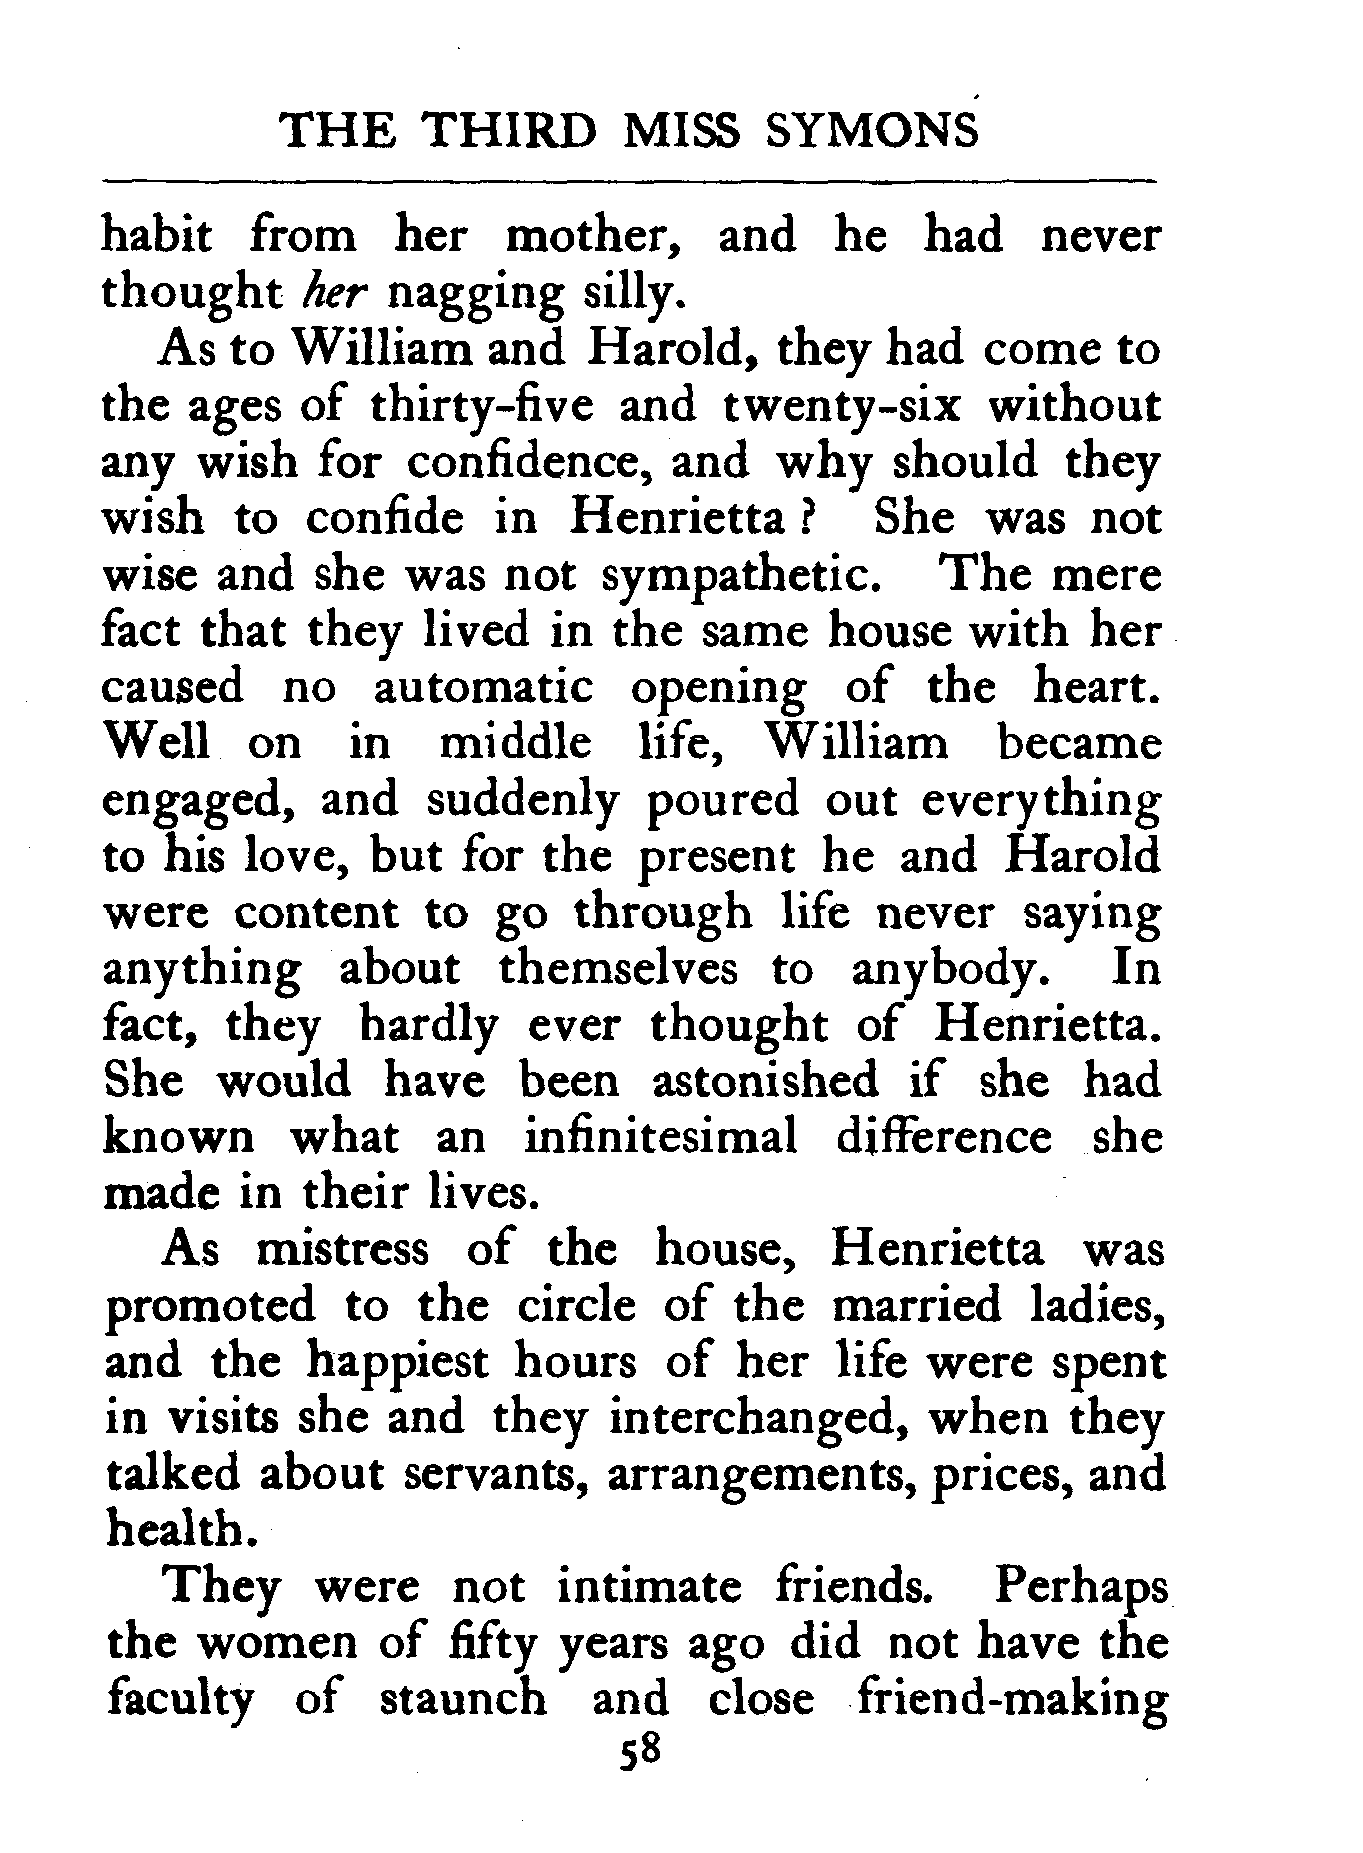 THE THIRD MISS SYMONS
habit from her mother, and he had never
thought her nagging silly.
As to William and Harold, they had come to
the ages of thirty-five and twenty-six without
any wish for confidence, and why should they
wish to confide in Henrietta ? She was not
wise and she was not sympathetic. The mere
fact that they lived in the same house with her
caused no automatic opening of the heart.
Well on in middle life, William became
engaged, and suddenly poured out everything
to his love, but for the present he and Harold
were content to go through life never saying
anything about themselves to anybody. In
fact, they hardly ever thought of Henrietta.
She would have been astonished if she had
known what an infinitesimal difference she
made in their lives.
As mistress of the house, Henrietta was
promoted to the circle of the married ladies,
and the happiest hours of her life were spent
in visits she and they interchanged, when they
talked about servants, arrangements, prices, and
health.
They were not intimate friends. Perhaps
the women of fifty years ago did not have the
faculty of staunch and close friend-making
58